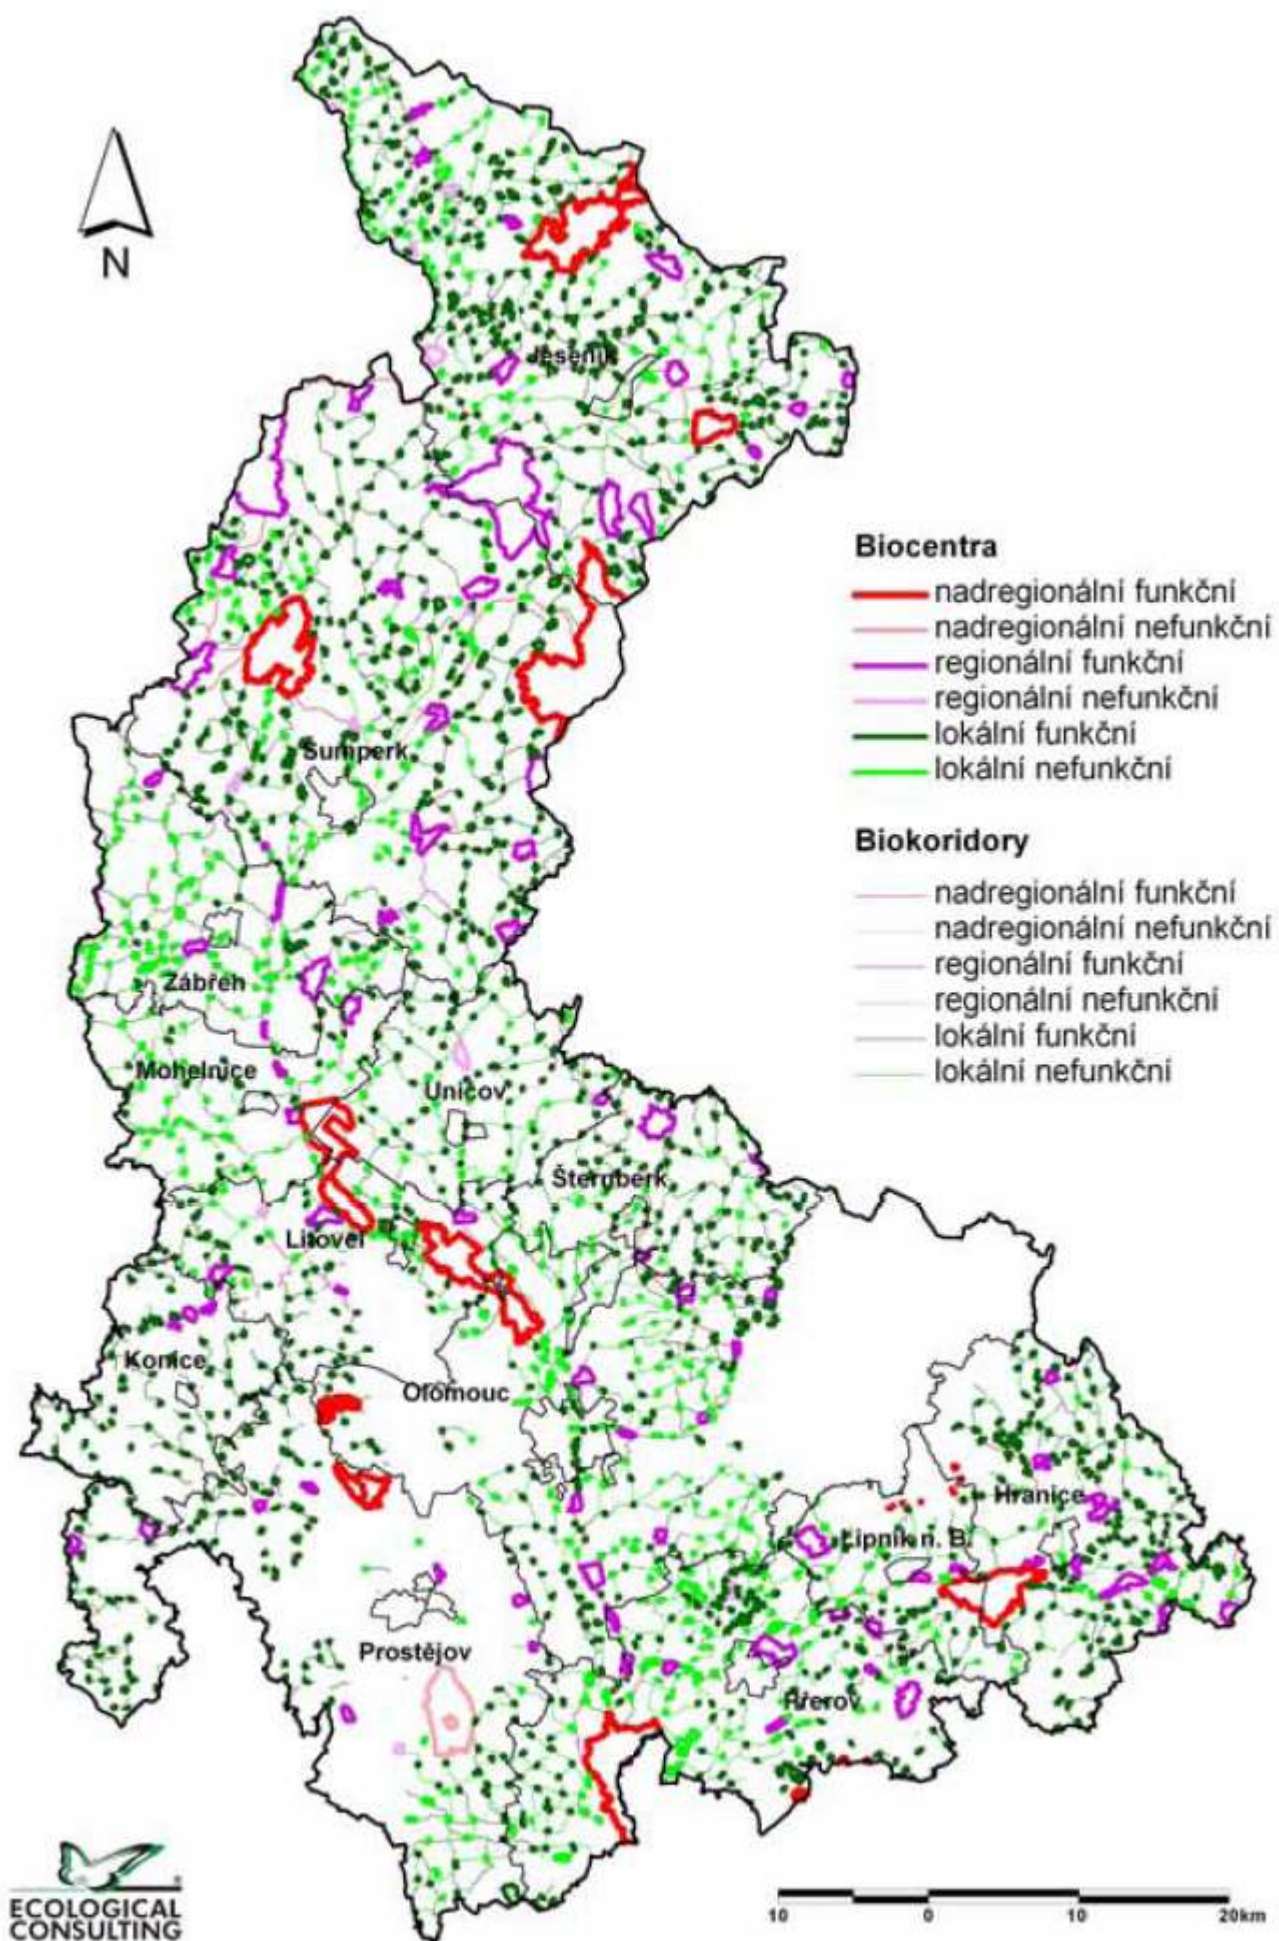 N
Jeseník
Biocentra
nadregionální funkční
nadregionální nefunkční
regionální funkční
regionální nefunkční
lokální funkční
lokální nefunkční
Šumperk
Biokoridory
nadregionální funkční
nadregionální nefunkční
regionální funkční
regionální nefunkční
lokální funkční
lokální nefunkční
Zábřeh
Mohelnice
Uničov
Šternberk
Litovel
Konice
Olomouc
Hranice
Lipník n. B.
Prostějov
Přerov
ECOLOGICAL
CONSULTING
10 0 10 20km